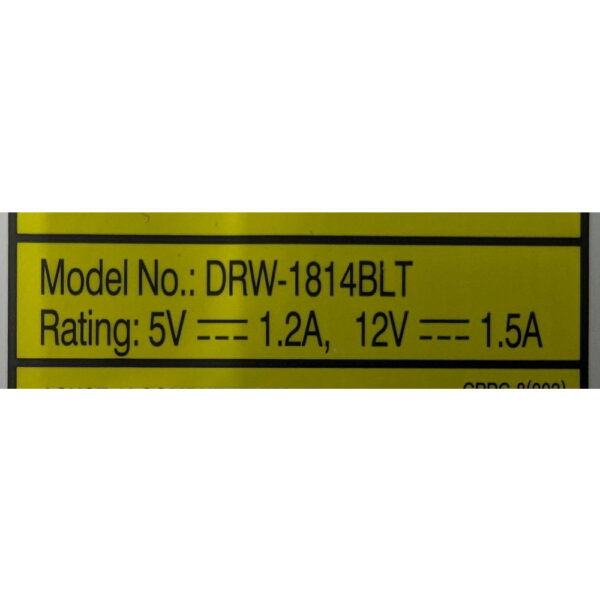 Model No.: DRW-1814BLT
Rating: 5V ⎓ 1.2A, 12V ⎓ 1.5A